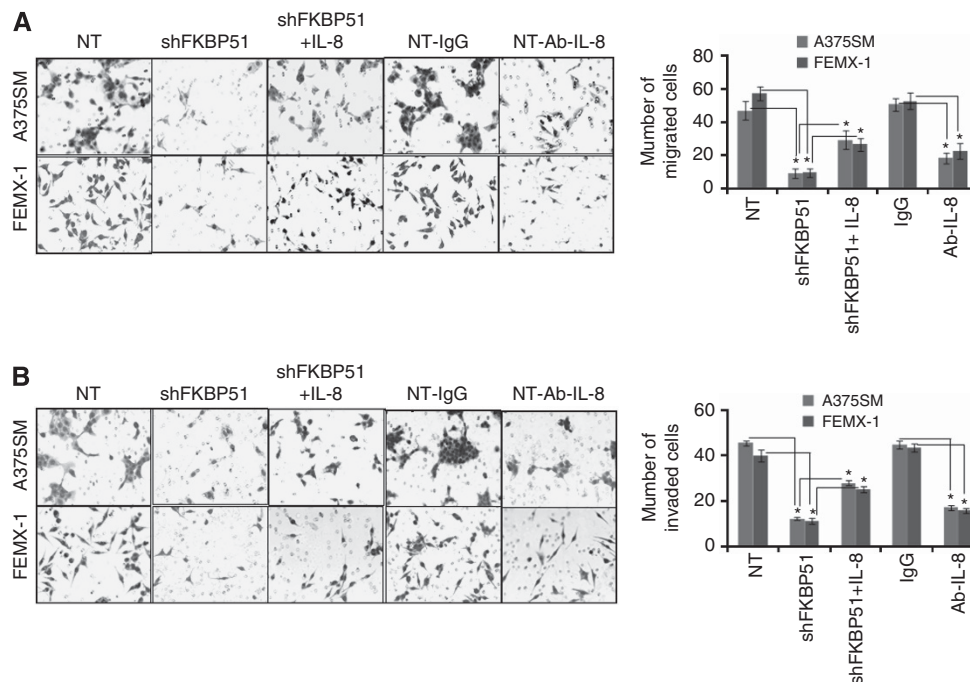 A
NT
shFKBP51
shFKBP51
+IL-8
NT-IgG
NT-Ab-IL-8
A375SM
FEMX-1
Mumber of
migrated cells
80
60
40
20
0
A375SM
FEMX-1
* * * * * *
NT
shFKBP51
shFKBP51+ IL-8
IgG
Ab-IL-8
B
NT
shFKBP51
shFKBP51
+IL-8
NT-IgG
NT-Ab-IL-8
A375SM
FEMX-1
Mumber of
invaded cells
60
40
20
0
A375SM
FEMX-1
* * * * * *
NT
shFKBP51
shFKBP51+IL-8
IgG
Ab-IL-8